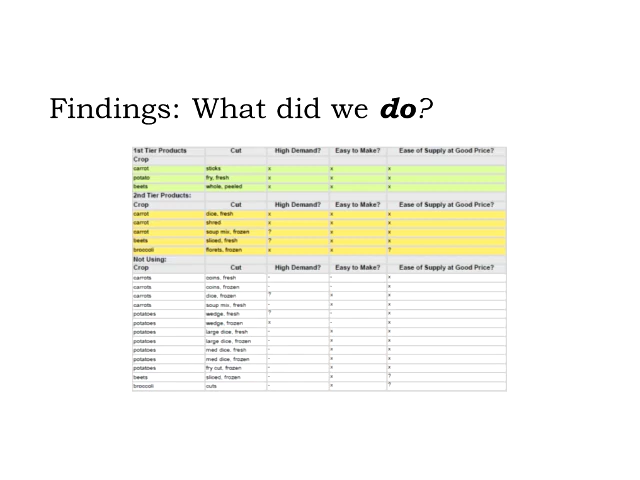 Findings: What did we do?
1st Tier Products Cut High Demand? Easy to Make? Ease of Supply at Good Price?
Crop
carrot sticks x x x
potato fry, fresh x x x
beets whole, peeled x x x
2nd Tier Products:
Crop Cut High Demand? Easy to Make? Ease of Supply at Good Price?
carrot dice, fresh x x x
carrot shred x x x
carrot soup mix, frozen ? x x
beets sliced, fresh ? x x
broccoli florets, frozen x x ?
Not Using:
Crop Cut High Demand? Easy to Make? Ease of Supply at Good Price?
carrots coins, fresh - - x
carrots coins, frozen - - x
carrots dice, frozen ? x x
carrots soup mix, fresh - x x
potatoes wedge, fresh ? - x
potatoes wedge, frozen x - x
potatoes large dice, fresh - x x
potatoes large dice, frozen - x x
potatoes med dice, fresh - x x
potatoes med dice, frozen - x x
potatoes fry cut, frozen - x x
beets sliced, frozen - x ?
broccoli cuts - x ?